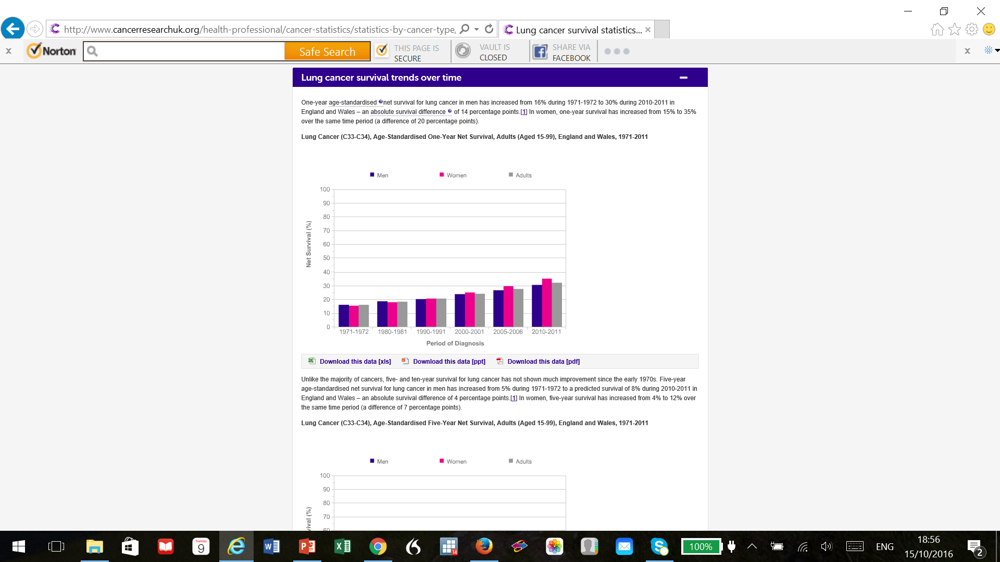 http://www.cancerresearchuk.org/health-professional/cancer-statistics/statistics-by-cancer-type,
Lung cancer survival statistics...
Norton
Safe Search
THIS PAGE IS
SECURE
VAULT IS
CLOSED
SHARE VIA
FACEBOOK
Lung cancer survival trends over time
One-year age-standardised net survival for lung cancer in men has increased from 16% during 1971-1972 to 30% during 2010-2011 in
England and Wales – an absolute survival difference of 14 percentage points.[1] In women, one-year survival has increased from 15% to 35%
over the same time period (a difference of 20 percentage points).
Lung Cancer (C33-C34), Age-Standardised One-Year Net Survival, Adults (Aged 15-99), England and Wales, 1971-2011
Men Women Adults
100
90
80
70
60
50
40
30
20
10
0
Net Survival (%)
1971-1972 1980-1981 1990-1991 2000-2001 2005-2006 2010-2011
Period of Diagnosis
Download this data [xls] Download this data [ppt] Download this data [pdf]
Unlike the majority of cancers, five- and ten-year survival for lung cancer has not shown much improvement since the early 1970s. Five-year
age-standardised net survival for lung cancer in men has increased from 5% during 1971-1972 to a predicted survival of 8% during 2010-2011 in
England and Wales – an absolute survival difference of 4 percentage points.[1] In women, five-year survival has increased from 4% to 12% over
the same time period (a difference of 7 percentage points).
Lung Cancer (C33-C34), Age-Standardised Five-Year Net Survival, Adults (Aged 15-99), England and Wales, 1971-2011
Men Women Adults
100
90
80
70
60
vival (%)
Tuesday
9
14
100%
ENG
18:56
15/10/2016
2